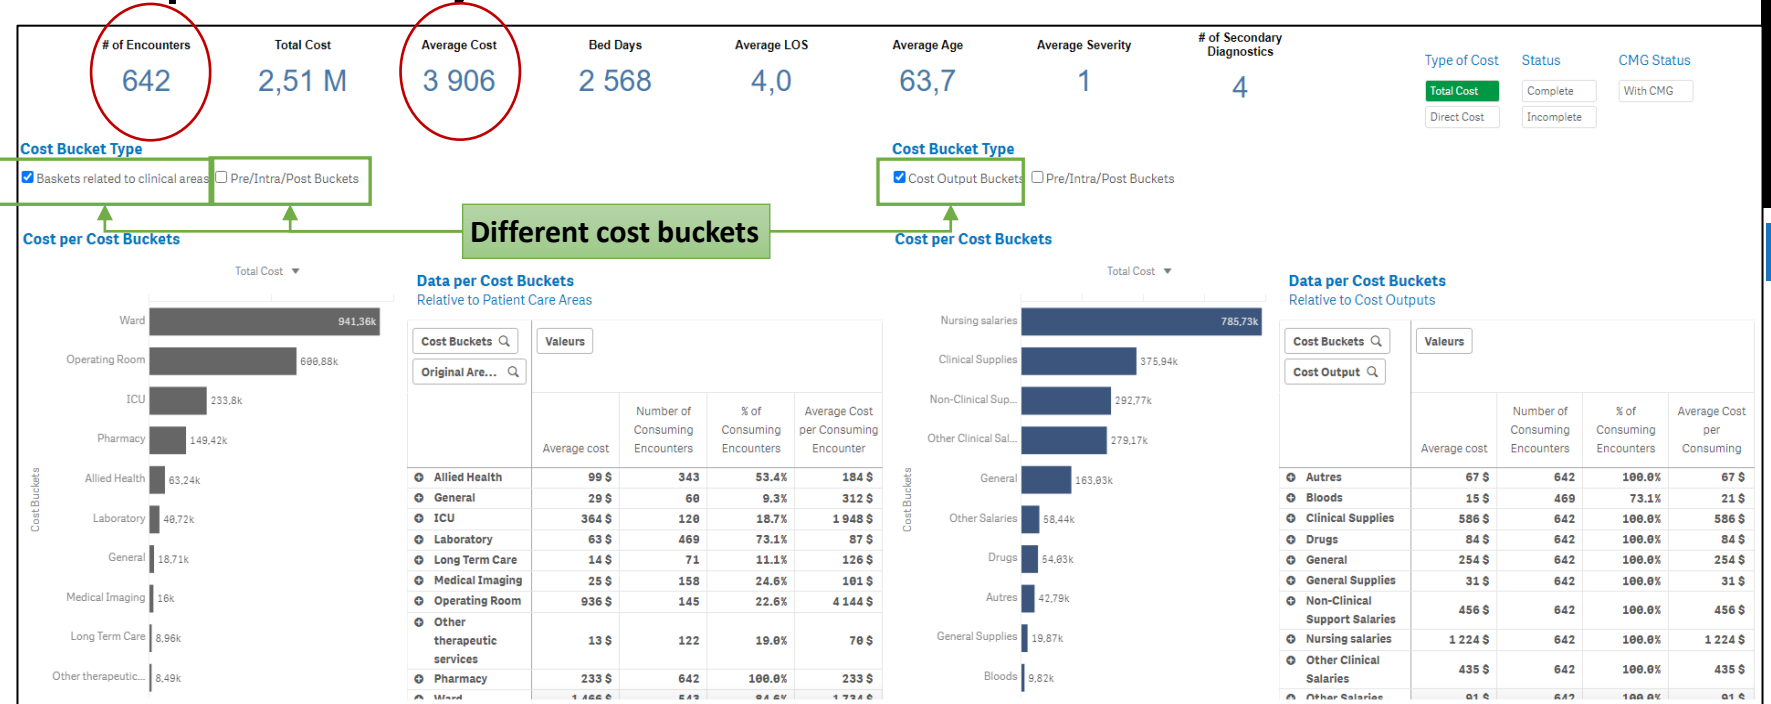 # of Encounters
642
Total Cost
2,51 M
Average Cost
3 906
Bed Days
2 568
Average LOS
4,0
Average Age
63,7
Average Severity
1
# of Secondary
Diagnostics
4
Type of Cost
Total Cost
Direct Cost
Status
Complete
Incomplete
CMG Status
With CMG
Cost Bucket Type
Baskets related to clinical areas
Pre/Intra/Post Buckets
Cost Bucket Type
Cost Output Buckets
Pre/Intra/Post Buckets
Different cost buckets
Cost per Cost Buckets
Total Cost
Cost Buckets
Ward 941,36k
Operating Room 600,88k
ICU 233,8k
Pharmacy 149,42k
Allied Health 63,24k
Laboratory 40,72k
General 18,71k
Medical Imaging 16k
Long Term Care 8,96k
Other therapeutic... 8,49k
Data per Cost Buckets
Relative to Patient Care Areas
Cost Buckets
Valeurs
Original Are...
Average cost
Number of
Consuming
Encounters
% of
Consuming
Encounters
Average Cost
per Consuming
Encounter
Allied Health 99 $ 343 53.4% 184 $
General 29 $ 60 9.3% 312 $
ICU 364 $ 120 18.7% 1 948 $
Laboratory 63 $ 469 73.1% 87 $
Long Term Care 14 $ 71 11.1% 126 $
Medical Imaging 25 $ 158 24.6% 101 $
Operating Room 936 $ 145 22.6% 4 144 $
Other
therapeutic 13 $ 122 19.0% 70 $
services
Pharmacy 233 $ 642 100.0% 233 $
Ward 1 466 $ 543 84.6% 1 734 $
Cost per Cost Buckets
Total Cost
Cost Buckets
Nursing salaries 785,73k
Clinical Supplies 375,94k
Non-Clinical Sup... 292,77k
Other Clinical Sal... 279,17k
General 163,03k
Other Salaries 58,44k
Drugs 54,03k
Autres 42,79k
General Supplies 19,87k
Bloods 9,82k
Data per Cost Buckets
Relative to Cost Outputs
Cost Buckets
Valeurs
Cost Output
Average cost
Number of
Consuming
Encounters
% of
Consuming
Encounters
Average Cost
per
Consuming
Autres 67 $ 642 100.0% 67 $
Bloods 15 $ 469 73.1% 21 $
Clinical Supplies 586 $ 642 100.0% 586 $
Drugs 84 $ 642 100.0% 84 $
General 254 $ 642 100.0% 254 $
General Supplies 31 $ 642 100.0% 31 $
Non-Clinical
Support Salaries 456 $ 642 100.0% 456 $
Nursing salaries 1 224 $ 642 100.0% 1 224 $
Other Clinical
Salaries 435 $ 642 100.0% 435 $
Other Salaries 91 $ 642 100.0% 91 $